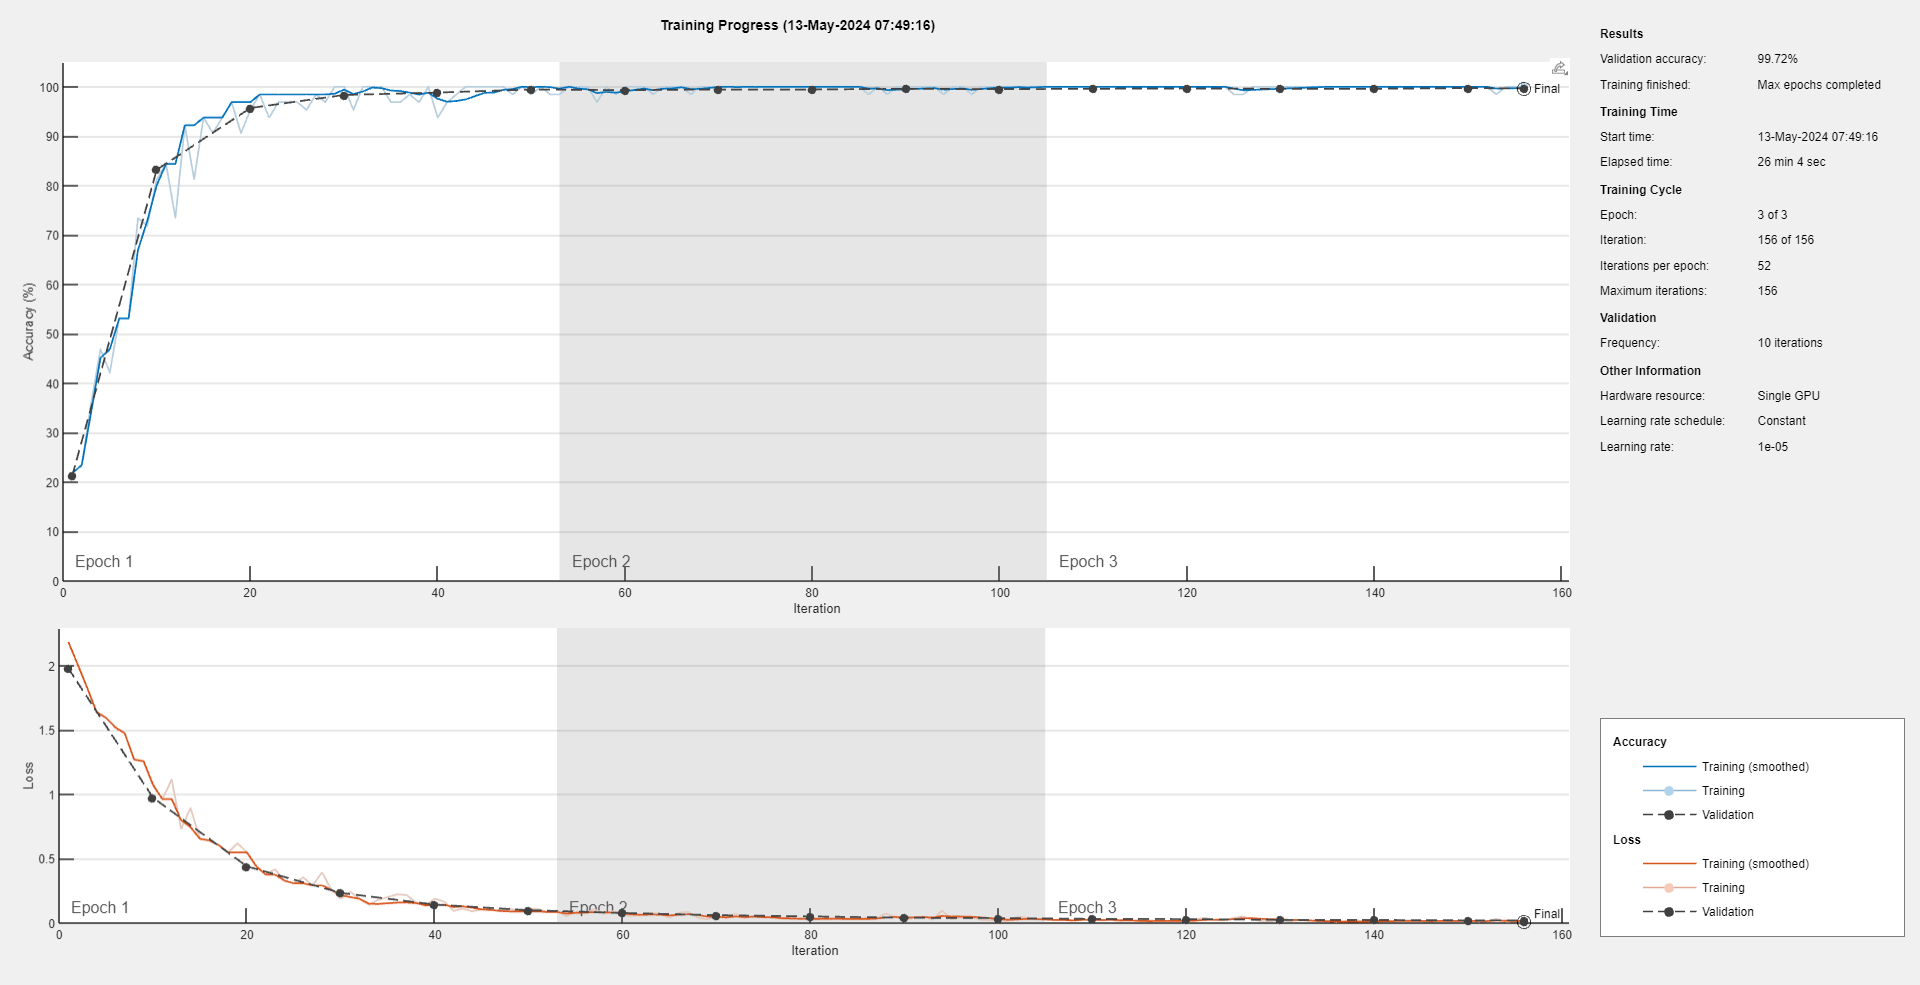 Training Progress (13-May-2024 07:49:16)
100
90
80
70
60
50
40
30
20
10
0
Accuracy (%)
Final
Epoch 1
Epoch 2
Epoch 3
0 20 40 60 80 100 120 140 160
Iteration
2
1.5
1
0.5
0
Loss
Epoch 1
Epoch 2
Epoch 3
Final
0 20 40 60 80 100 120 140 160
Iteration
Results
Validation accuracy: 99.72%
Training finished: Max epochs completed
Training Time
Start time: 13-May-2024 07:49:16
Elapsed time: 26 min 4 sec
Training Cycle
Epoch: 3 of 3
Iteration: 156 of 156
Iterations per epoch: 52
Maximum iterations: 156
Validation
Frequency: 10 iterations
Other Information
Hardware resource: Single GPU
Learning rate schedule: Constant
Learning rate: 1e-05
Accuracy
Training (smoothed)
Training
Validation
Loss
Training (smoothed)
Training
Validation